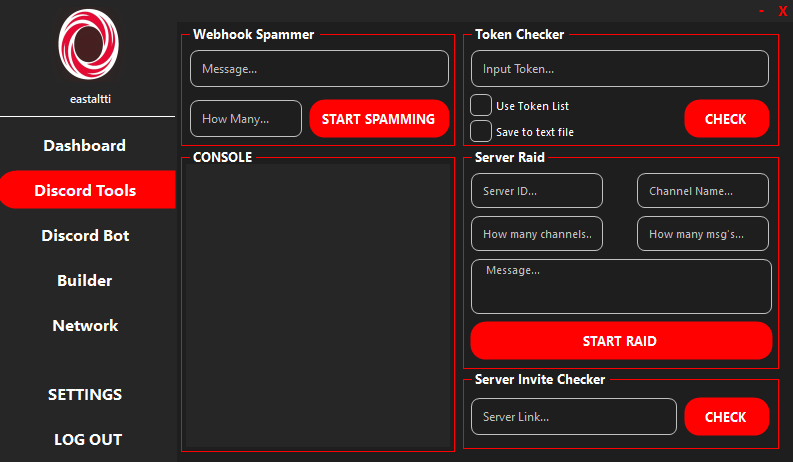 - X
eastaltti
Dashboard
Discord Tools
Discord Bot
Builder
Network
SETTINGS
LOG OUT
Webhook Spammer
Message...
How Many...
START SPAMMING
CONSOLE
Token Checker
Input Token...
Use Token List
Save to text file
CHECK
Server Raid
Server ID...
Channel Name...
How many channels..
How many msg's...
Message...
START RAID
Server Invite Checker
Server Link...
CHECK